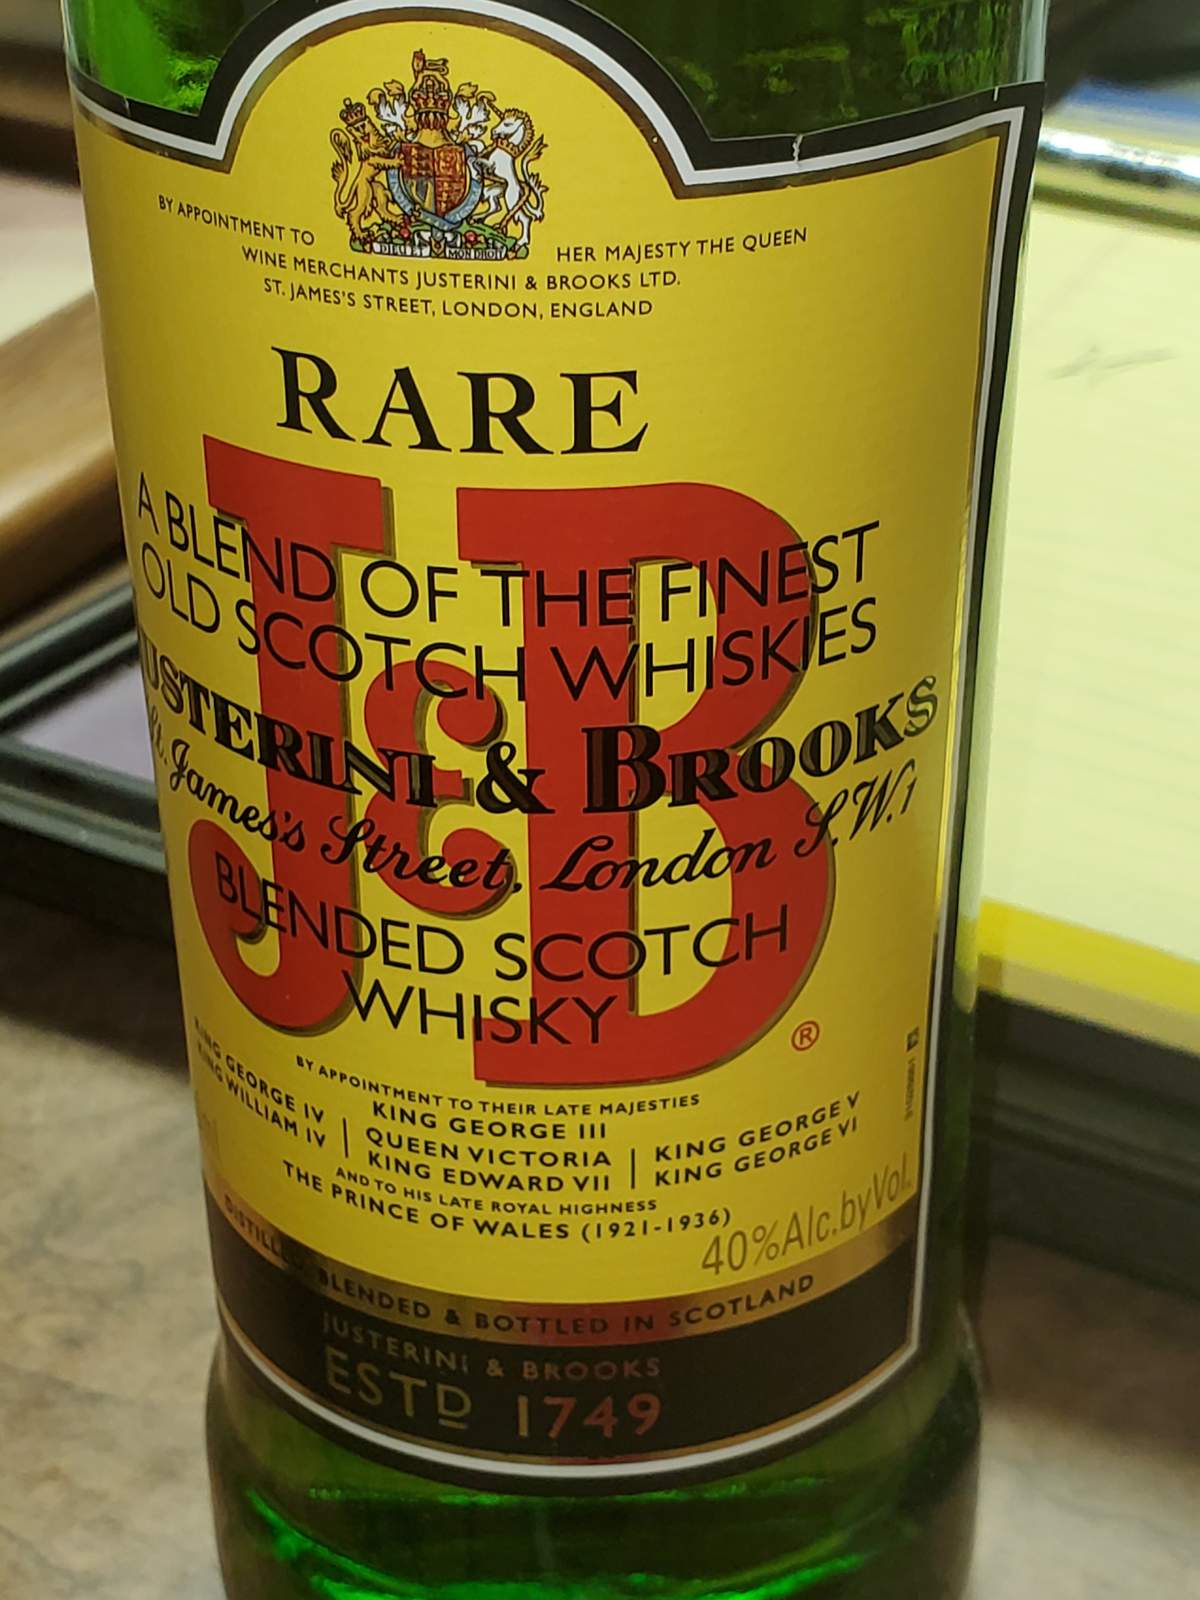 DIEU ET MON DROIT
BY APPOINTMENT TO HER MAJESTY THE QUEEN
WINE MERCHANTS JUSTERINI & BROOKS LTD.
ST. JAMES'S STREET, LONDON, ENGLAND
RARE
J&B
A BLEND OF THE FINEST
OLD SCOTCH WHISKIES
JUSTERINI & BROOKS
St. James's Street, London S.W.1
BLENDED SCOTCH
WHISKY
®
BY APPOINTMENT TO THEIR LATE MAJESTIES
KING GEORGE III
KING GEORGE IV | QUEEN VICTORIA | KING GEORGE V
KING WILLIAM IV | KING EDWARD VII | KING GEORGE VI
AND TO HIS LATE ROYAL HIGHNESS
THE PRINCE OF WALES (1921-1936)
40%Alc.byVol.
DISTILLED, BLENDED & BOTTLED IN SCOTLAND
JUSTERINI & BROOKS
ESTD 1749